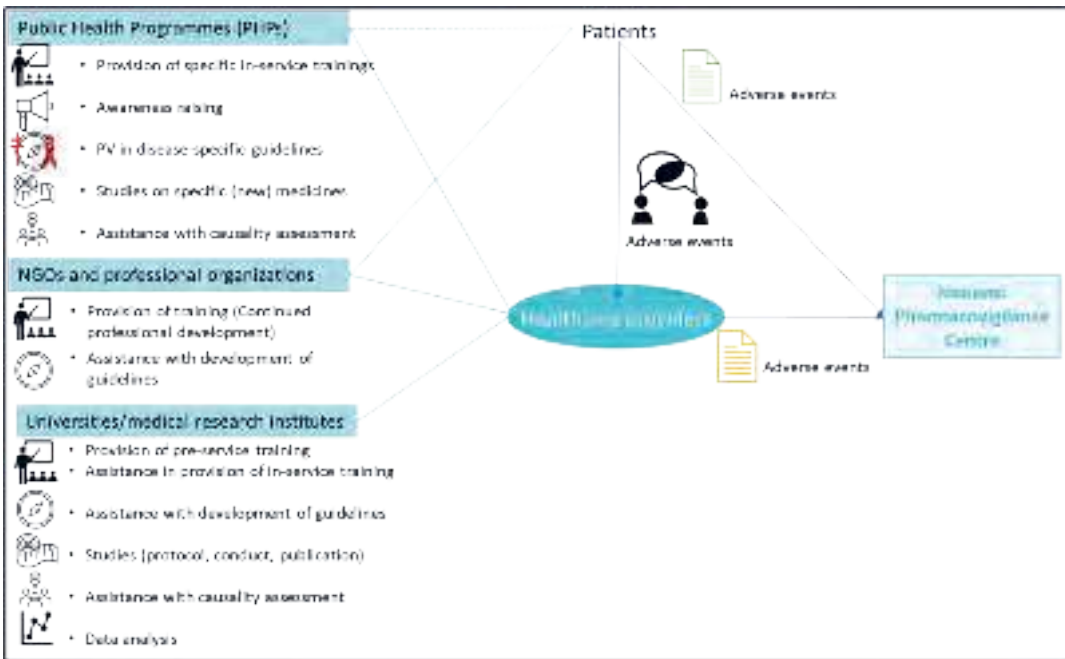 Public Health Programmes (PHPs)
• Provision of specific in-service trainings
• Awareness raising
• PV in disease-specific guidelines
• Studies on specific (new) medicines
• Assistance with causality assessment
NGOs and professional organizations
• Provision of training (Continued
professional development)
• Assistance with development of
guidelines
Universities/medical research institutes
• Provision of pre-service training
• Assistance in provision of in-service training
• Assistance with development of guidelines
• Studies (protocol, conduct, publication)
• Assistance with causality assessment
• Data analysis
Patients
Adverse events
Adverse events
Healthcare
Adverse events
National
Pharmacovigilance
Centre